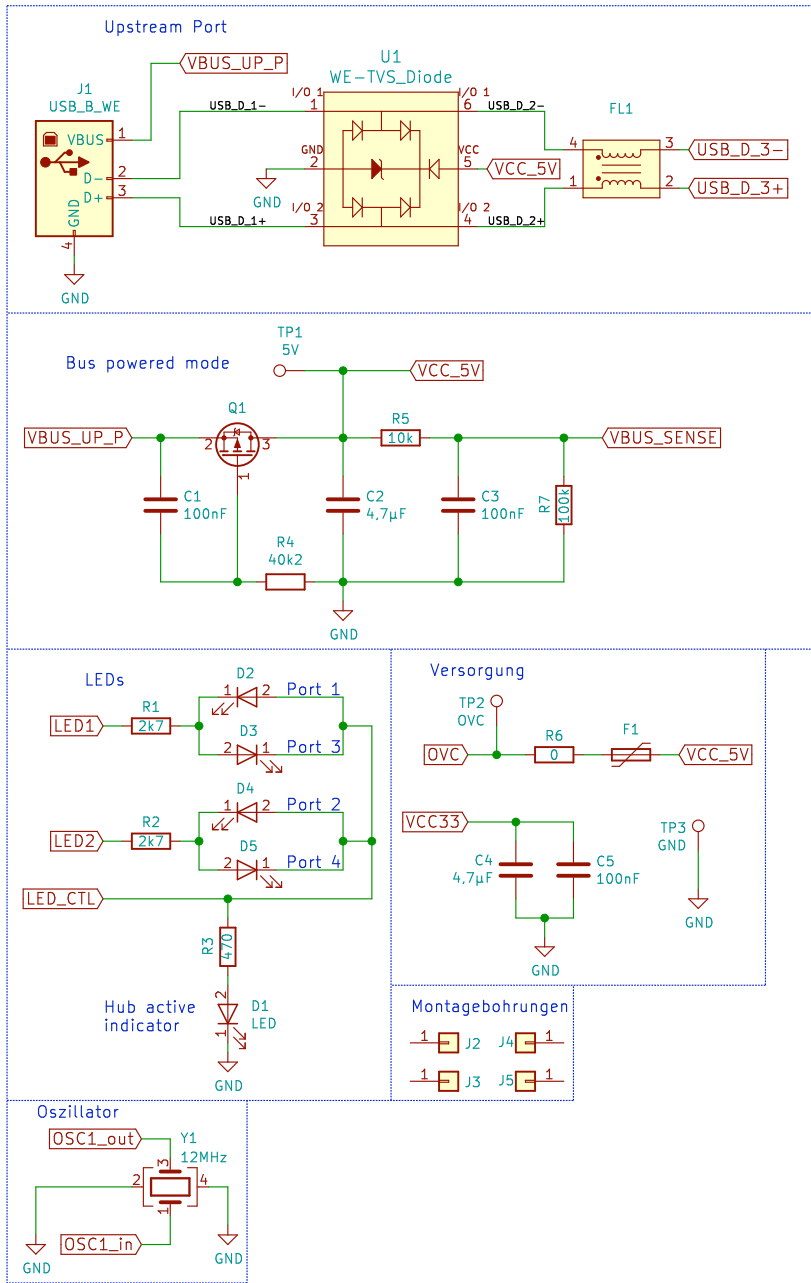 Upstream Port
VBUS_UP_P
J1
USB_B_WE
VBUS 1
D- 2
D+ 3
GND
4
GND
USB_D_1-
USB_D_1+
U1
WE-TVS_Diode
I/O 1
1
I/O 1
6
GND
2
VCC
5
I/O 2
3
I/O 2
4
GND
VCC_5V
USB_D_2-
USB_D_2+
FL1
4
3
1
2
USB_D_3-
USB_D_3+
Bus powered mode
TP1
5V
VCC_5V
VBUS_UP_P
Q1
2
3
1
R5
10k
VBUS_SENSE
C1
100nF
C2
4,7µF
C3
100nF
R7
100k
R4
40k2
GND
LEDs
LED1
R1
2k7
D2
1
2
Port 1
D3
2
1
Port 3
LED2
R2
2k7
D4
1
2
Port 2
D5
2
1
Port 4
LED_CTL
R3
470
Hub active
indicator
2
1
D1
LED
GND
Versorgung
TP2
OVC
OVC
R6
0
F1
VCC_5V
VCC33
C4
4,7µF
C5
100nF
GND
TP3
GND
GND
Montagebohrungen
1
J2
J4
1
1
J3
J5
1
Oszillator
OSC1_out
Y1
12MHz
3
2
4
1
OSC1_in
GND
GND